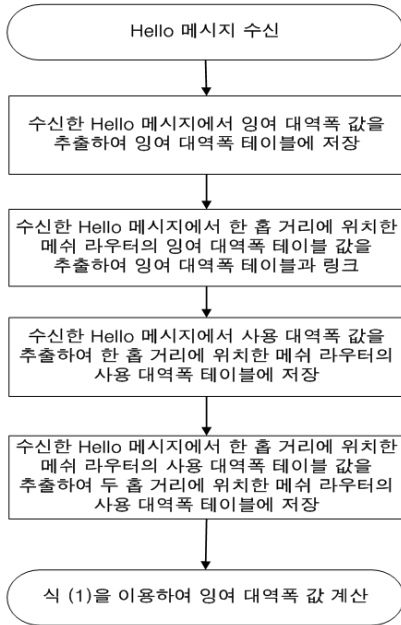 Hello 메시지 수신
수신한 Hello 메시지에서 잉여 대역폭 값을
추출하여 잉여 대역폭 테이블에 저장
수신한 Hello 메시지에서 한 홉 거리에 위치한
메쉬 라우터의 잉여 대역폭 테이블 값을
추출하여 잉여 대역폭 테이블과 링크
수신한 Hello 메시지에서 사용 대역폭 값을
추출하여 한 홉 거리에 위치한 메쉬 라우터의
사용 대역폭 테이블에 저장
수신한 Hello 메시지에서 한 홉 거리에 위치한
메쉬 라우터의 사용 대역폭 테이블 값을
추출하여 두 홉 거리에 위치한 메쉬 라우터의
사용 대역폭 테이블에 저장
식 (1)을 이용하여 잉여 대역폭 값 계산